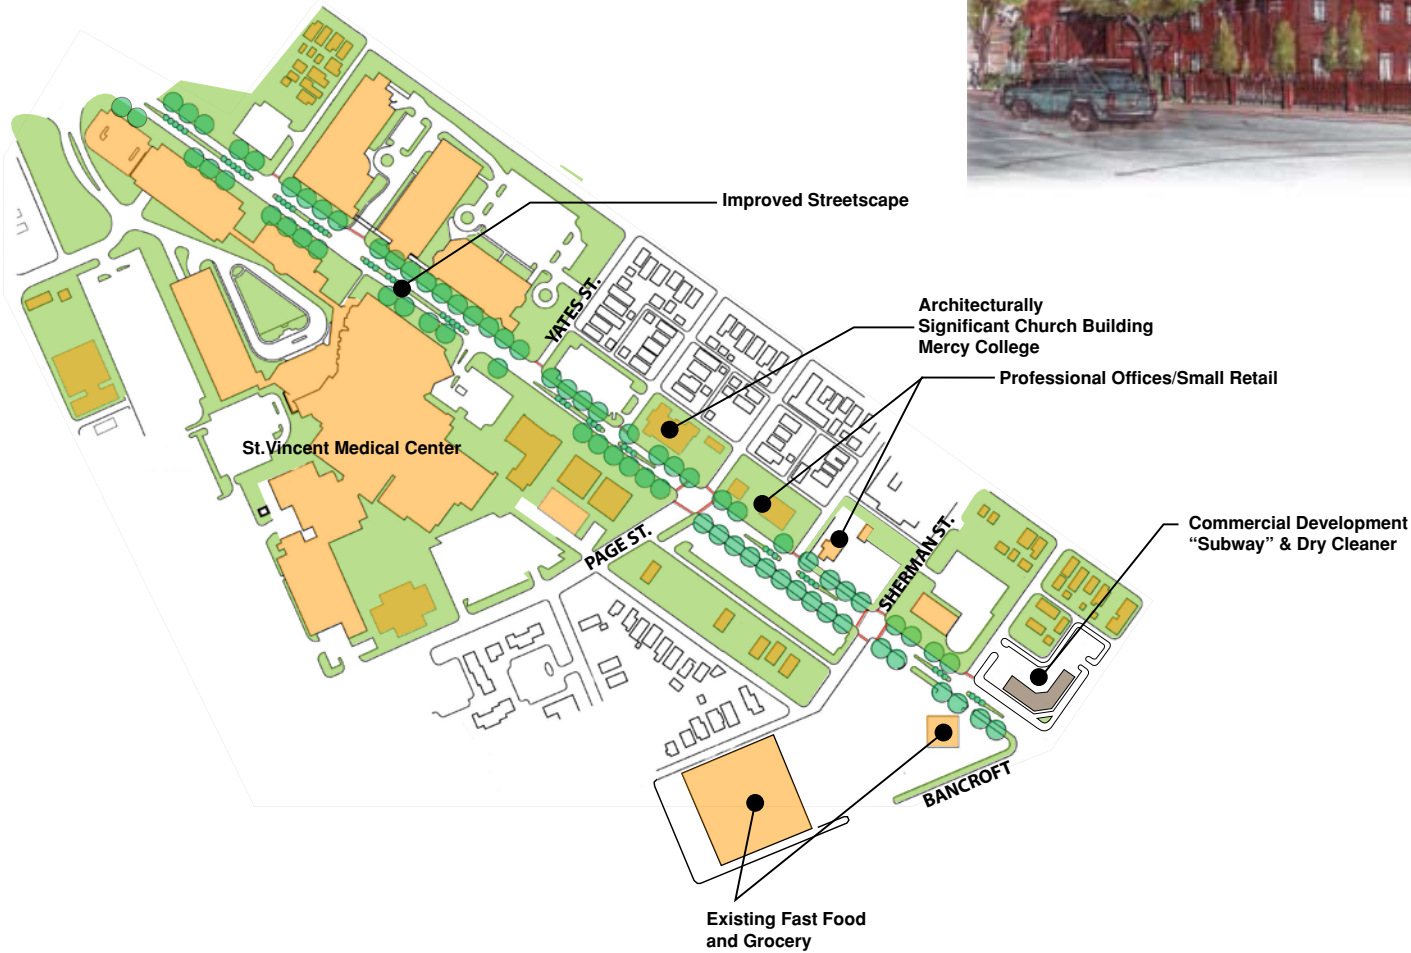 Improved Streetscape
YATES ST.
Architecturally
Significant Church Building
Mercy College
Professional Offices/Small Retail
St.Vincent Medical Center
PAGE ST.
SHERMAN ST.
Commercial Development
“Subway” & Dry Cleaner
BANCROFT
Existing Fast Food
and Grocery